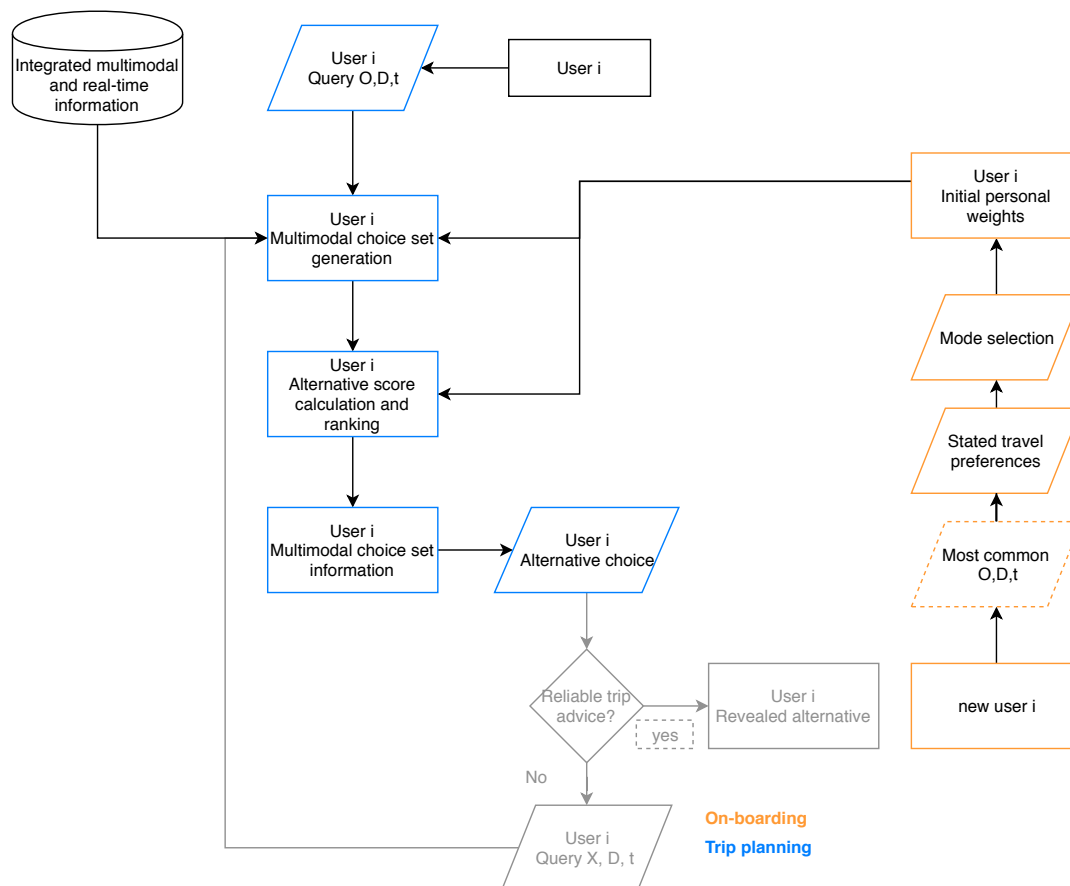 Integrated multimodal
and real-time
information
User i
Query O,D,t
User i
User i
Multimodal choice set
generation
User i
Initial personal
weights
Mode selection
User i
Alternative score
calculation and
ranking
Stated travel
preferences
User i
Multimodal choice set
information
User i
Alternative choice
Most common
O,D,t
Reliable trip
advice?
yes
User i
Revealed alternative
new user i
No
User i
Query X, D, t
On-boarding
Trip planning